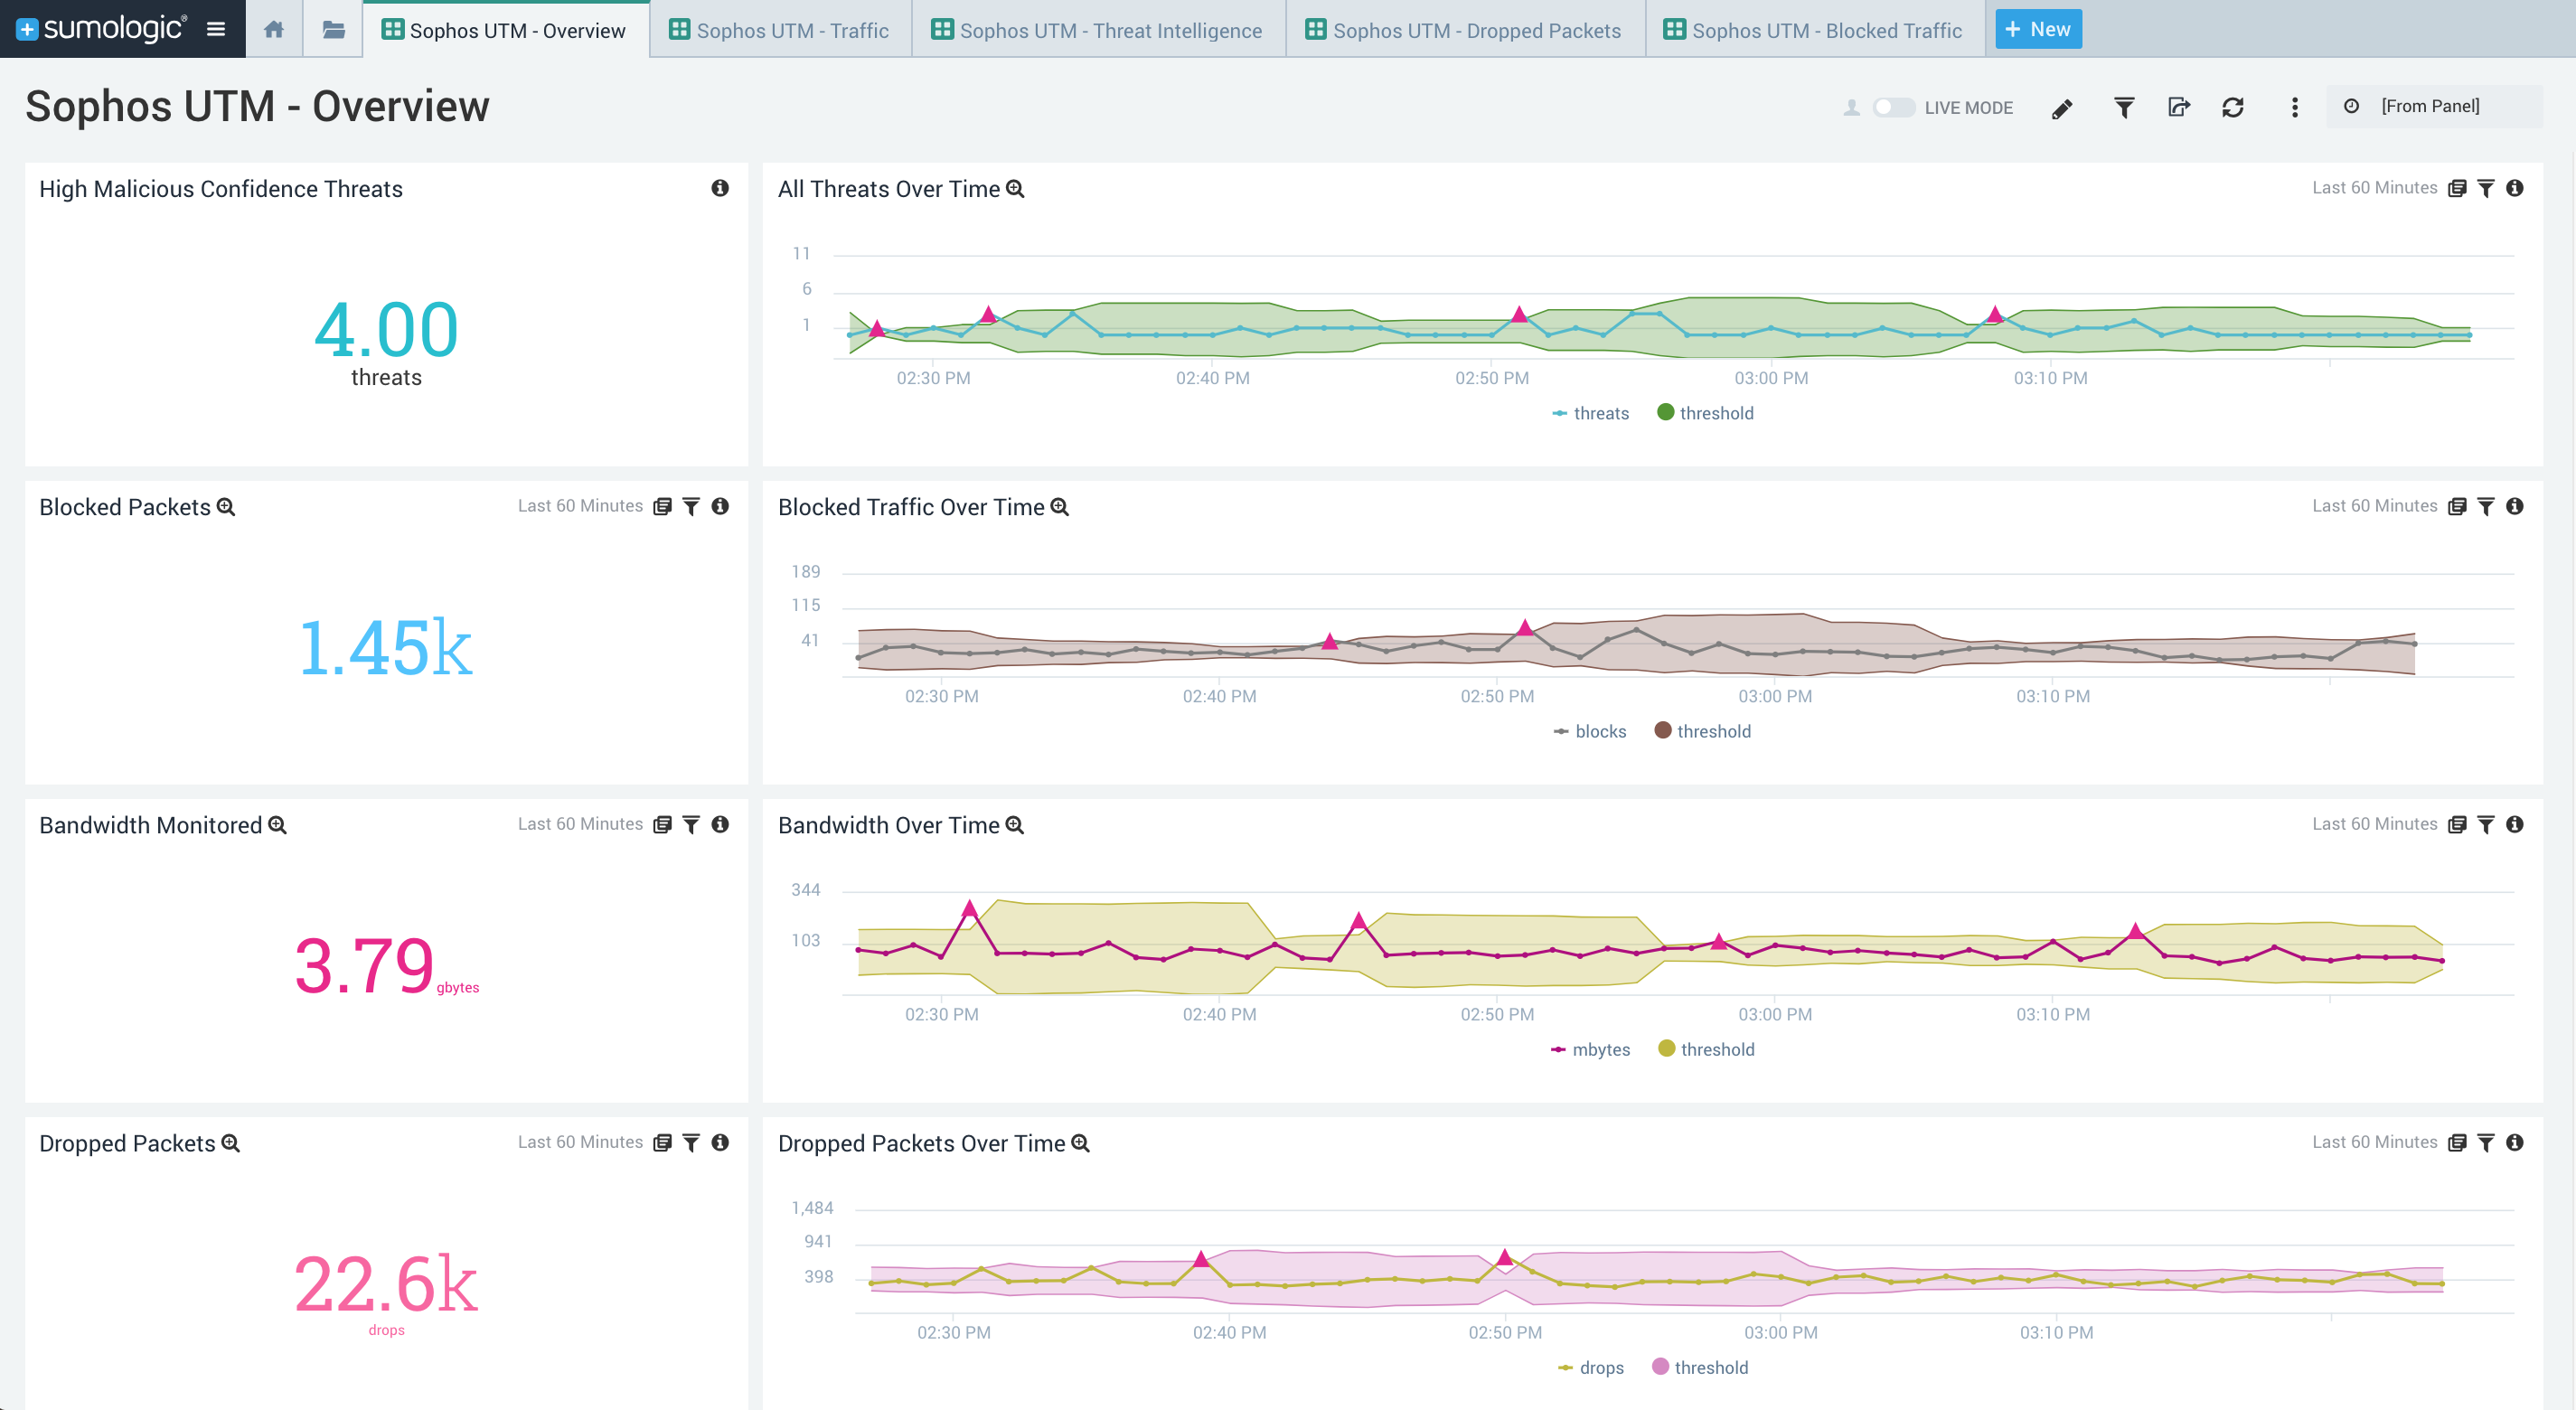 sumologic®
Sophos UTM - Overview
Sophos UTM - Traffic
Sophos UTM - Threat Intelligence
Sophos UTM - Dropped Packets
Sophos UTM - Blocked Traffic
+ New
Sophos UTM - Overview
LIVE MODE
[From Panel]
High Malicious Confidence Threats
4.00
threats
All Threats Over Time
Last 60 Minutes
11
6
1
02:30 PM 02:40 PM 02:50 PM 03:00 PM 03:10 PM
threats threshold
Blocked Packets
Last 60 Minutes
1.45k
Blocked Traffic Over Time
Last 60 Minutes
189
115
41
02:30 PM 02:40 PM 02:50 PM 03:00 PM 03:10 PM
blocks threshold
Bandwidth Monitored
Last 60 Minutes
3.79 gbytes
Bandwidth Over Time
Last 60 Minutes
344
103
02:30 PM 02:40 PM 02:50 PM 03:00 PM 03:10 PM
mbytes threshold
Dropped Packets
Last 60 Minutes
22.6k
drops
Dropped Packets Over Time
Last 60 Minutes
1,484
941
398
02:30 PM 02:40 PM 02:50 PM 03:00 PM 03:10 PM
drops threshold